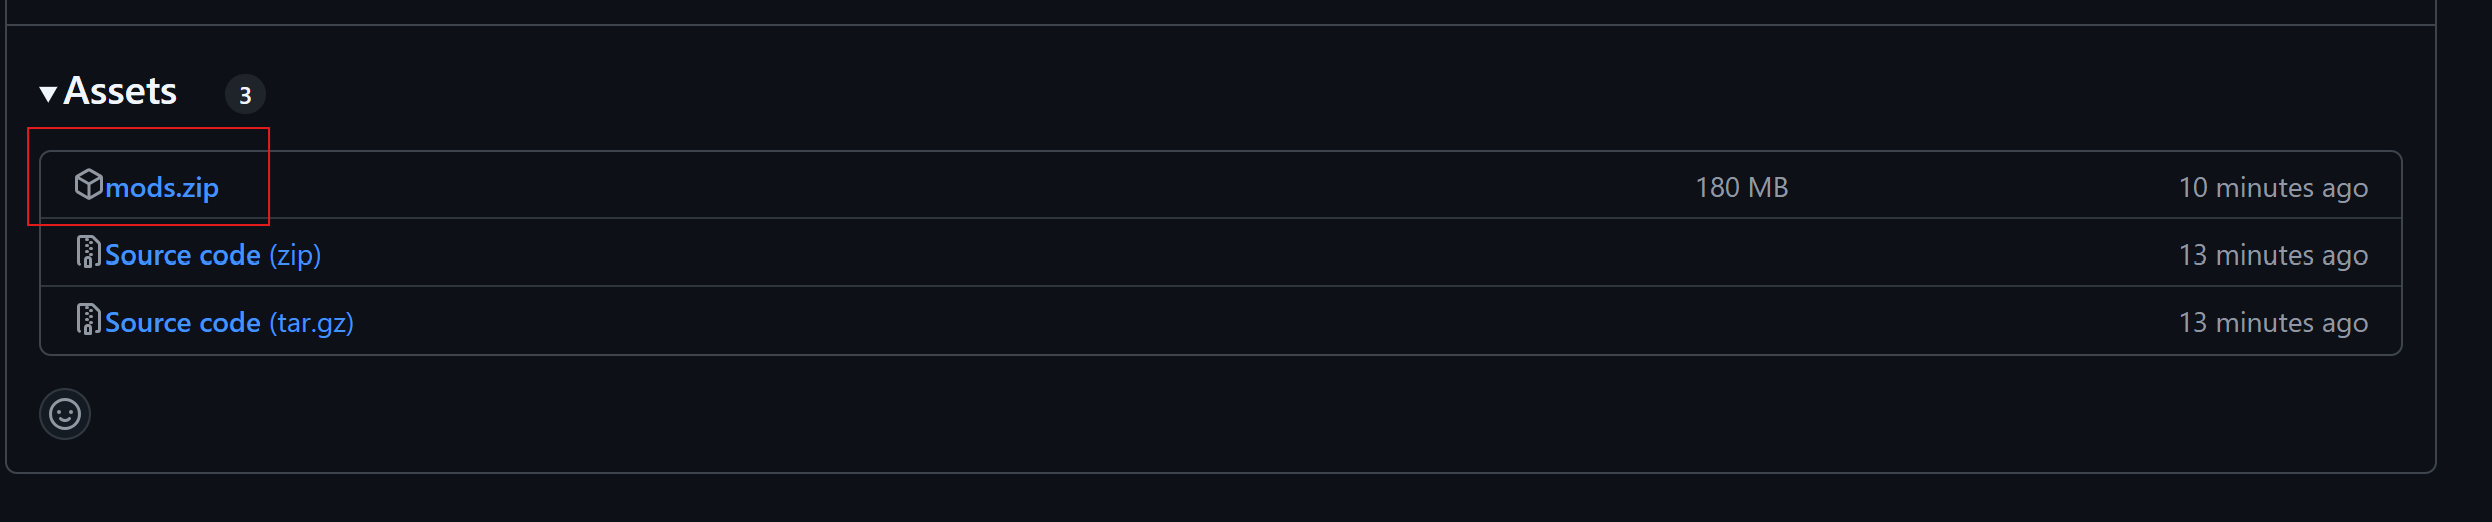 Assets 3
mods.zip 180 MB 10 minutes ago
Source code (zip) 13 minutes ago
Source code (tar.gz) 13 minutes ago